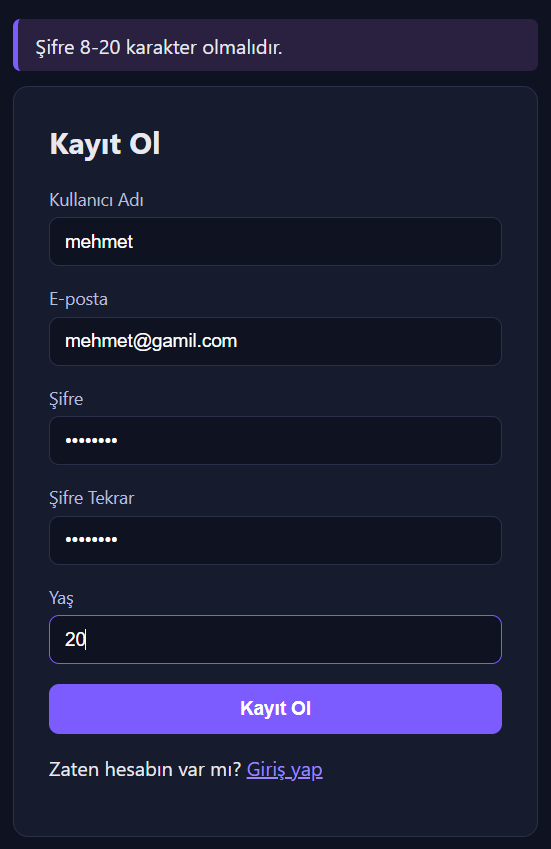 Şifre 8-20 karakter olmalıdır.
Kayıt Ol
Kullanıcı Adı
mehmet
E-posta
mehmet@gamil.com
Şifre
••••••••
Şifre Tekrar
••••••••
Yaş
20
Kayıt Ol
Zaten hesabın var mı? Giriş yap